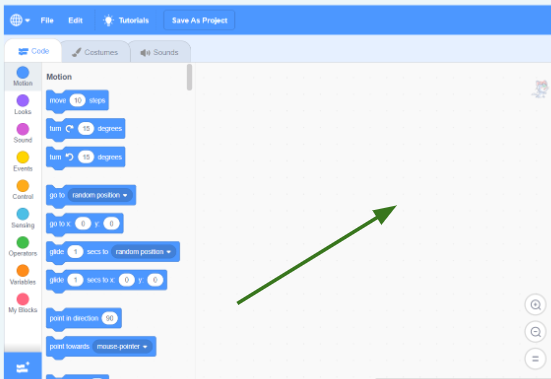 File Edit Tutorials Save As Project
Code Costumes Sounds
Motion
Looks
Sound
Events
Control
Sensing
Operators
Variables
My Blocks
Motion
move 10 steps
turn 15 degrees
turn 15 degrees
go to random position
go to x: 0 y: 0
glide 1 secs to random position
glide 1 secs to x: 0 y: 0
point in direction 90
point towards mouse-pointer